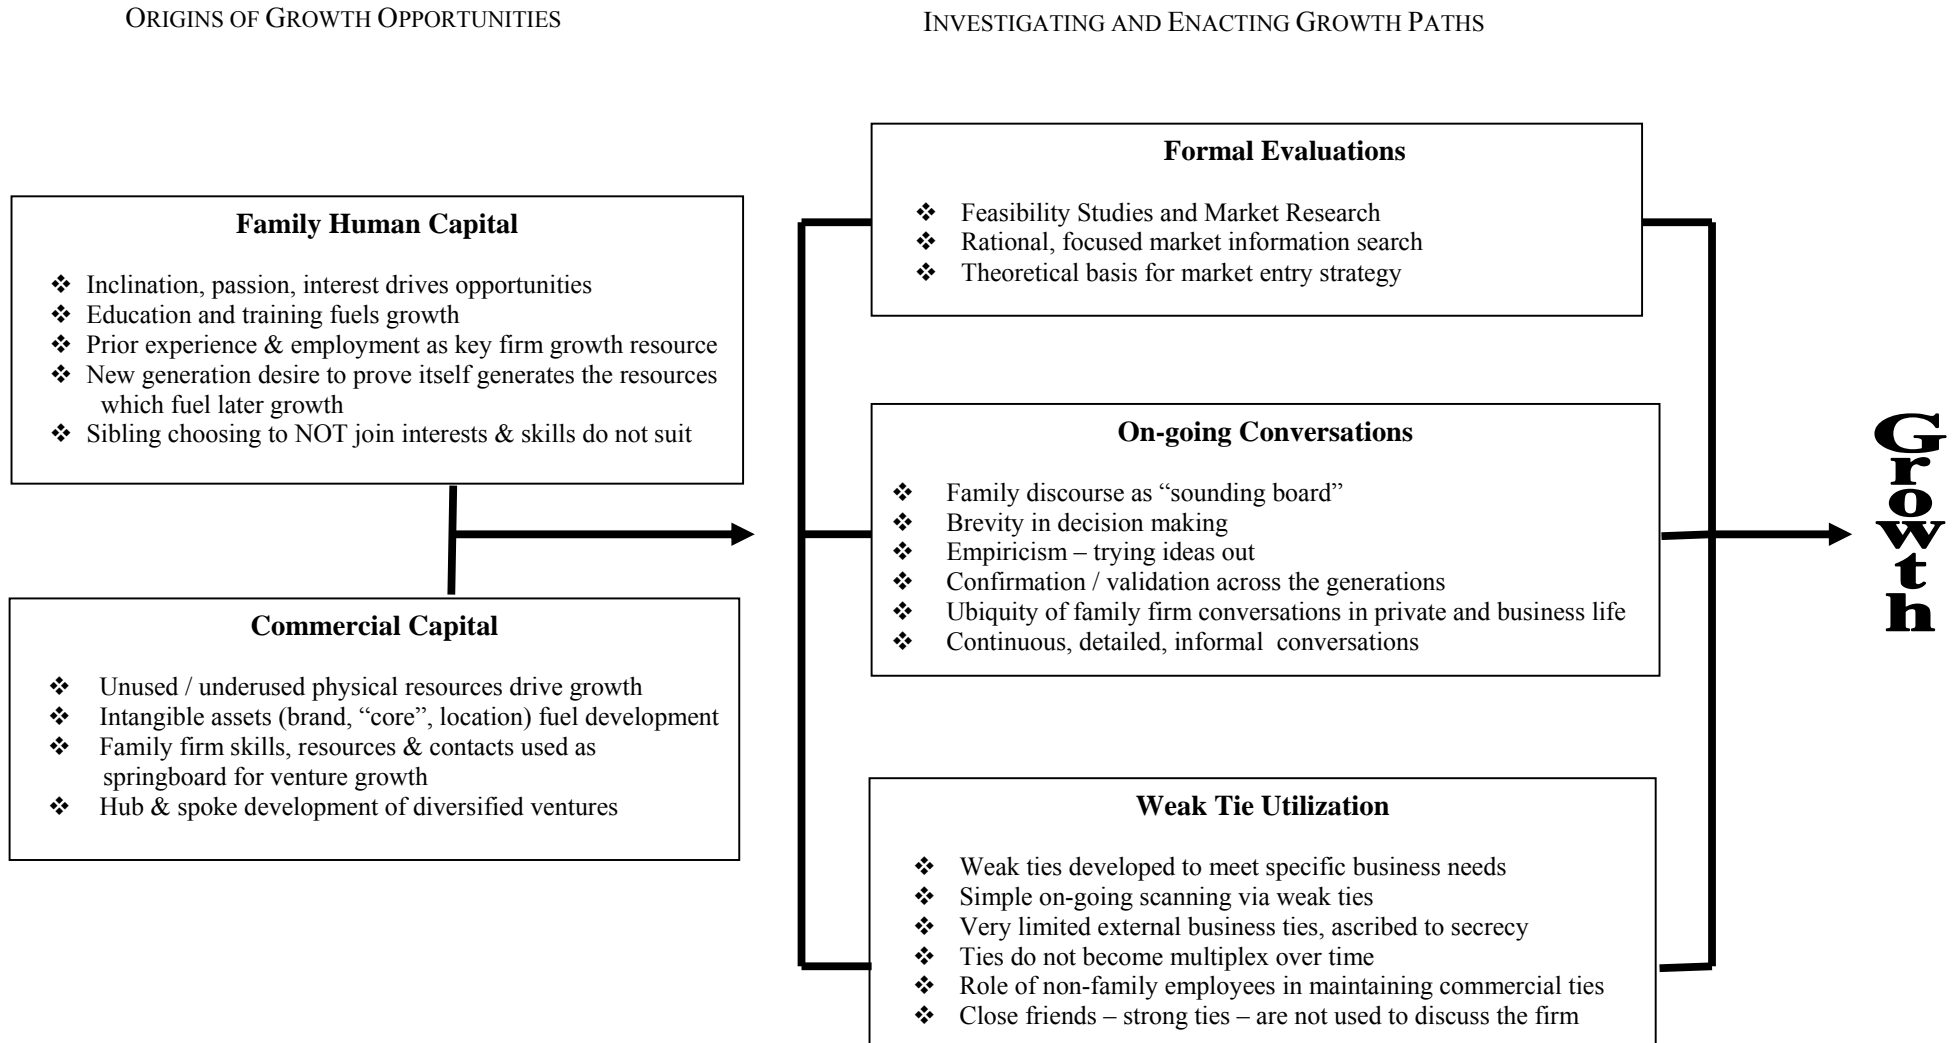 ORIGINS OF GROWTH OPPORTUNITIES
INVESTIGATING AND ENACTING GROWTH PATHS
Family Human Capital
❖ Inclination, passion, interest drives opportunities
❖ Education and training fuels growth
❖ Prior experience & employment as key firm growth resource
❖ New generation desire to prove itself generates the resources
which fuel later growth
❖ Sibling choosing to NOT join interests & skills do not suit
Commercial Capital
❖ Unused / underused physical resources drive growth
❖ Intangible assets (brand, “core”, location) fuel development
❖ Family firm skills, resources & contacts used as
springboard for venture growth
❖ Hub & spoke development of diversified ventures
Formal Evaluations
❖ Feasibility Studies and Market Research
❖ Rational, focused market information search
❖ Theoretical basis for market entry strategy
On-going Conversations
❖ Family discourse as “sounding board”
❖ Brevity in decision making
❖ Empiricism – trying ideas out
❖ Confirmation / validation across the generations
❖ Ubiquity of family firm conversations in private and business life
❖ Continuous, detailed, informal conversations
Weak Tie Utilization
❖ Weak ties developed to meet specific business needs
❖ Simple on-going scanning via weak ties
❖ Very limited external business ties, ascribed to secrecy
❖ Ties do not become multiplex over time
❖ Role of non-family employees in maintaining commercial ties
❖ Close friends – strong ties – are not used to discuss the firm
Growth